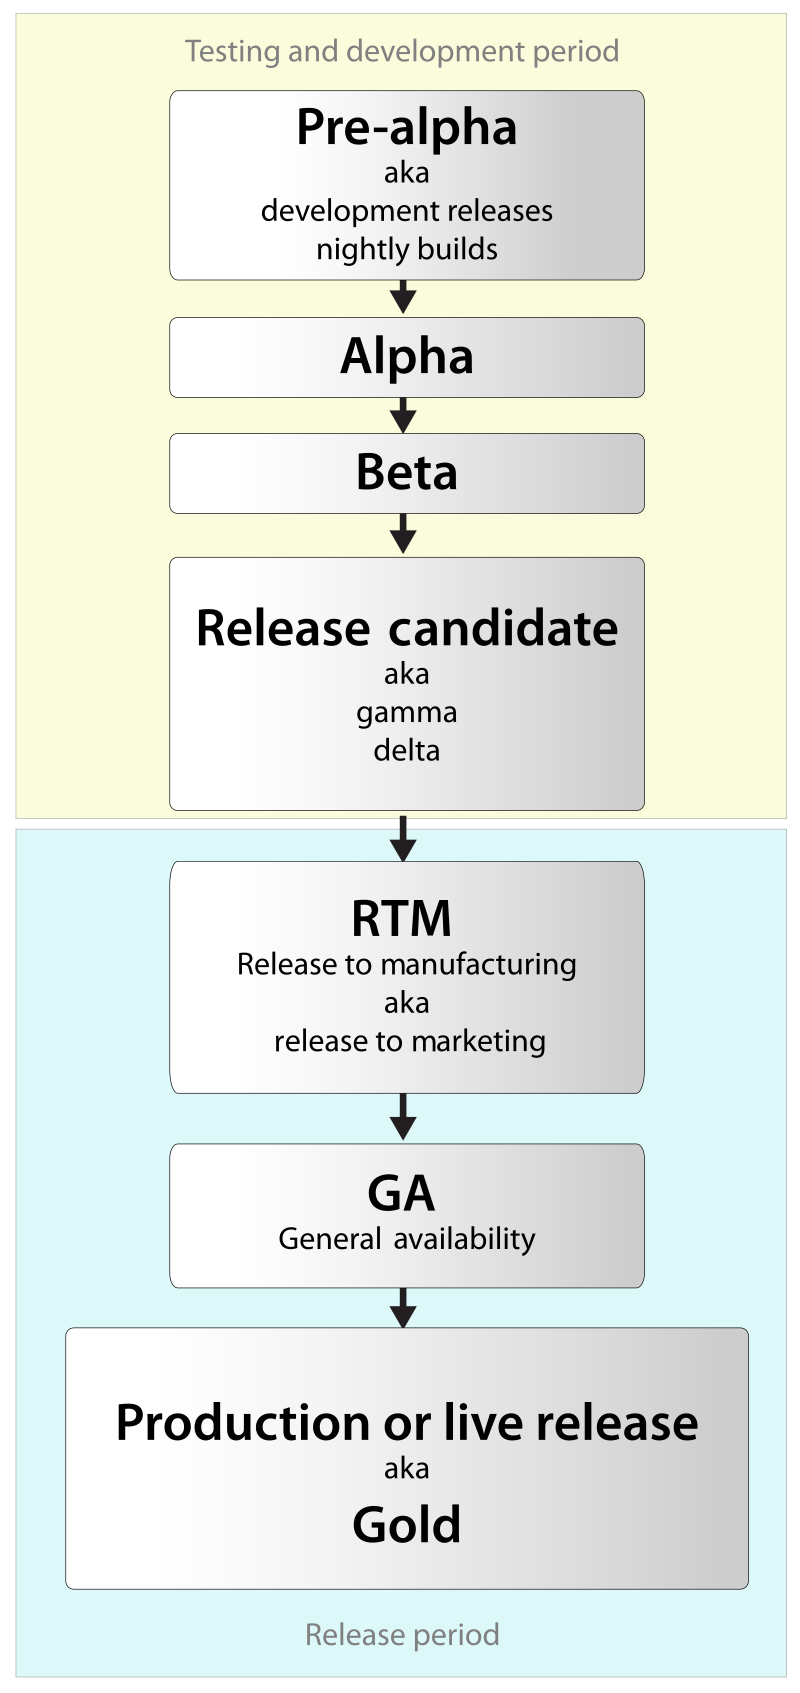 Testing and development period
Pre-alpha
aka
development releases
nightly builds
Alpha
Beta
Release candidate
aka
gamma
delta
RTM
Release to manufacturing
aka
release to marketing
GA
General availability
Production or live release
aka
Gold
Release period